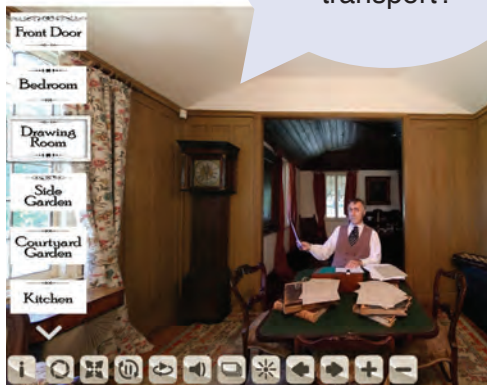 transport?
Front Door
Bedroom
Drawing
Room
Side
Garden
Courtyard
Garden
Kitchen